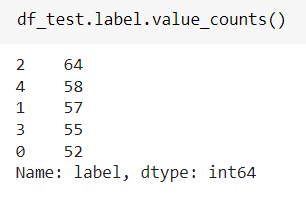 df_test.label.value_counts()
2    64
4    58
1    57
3    55
0    52
Name: label, dtype: int64